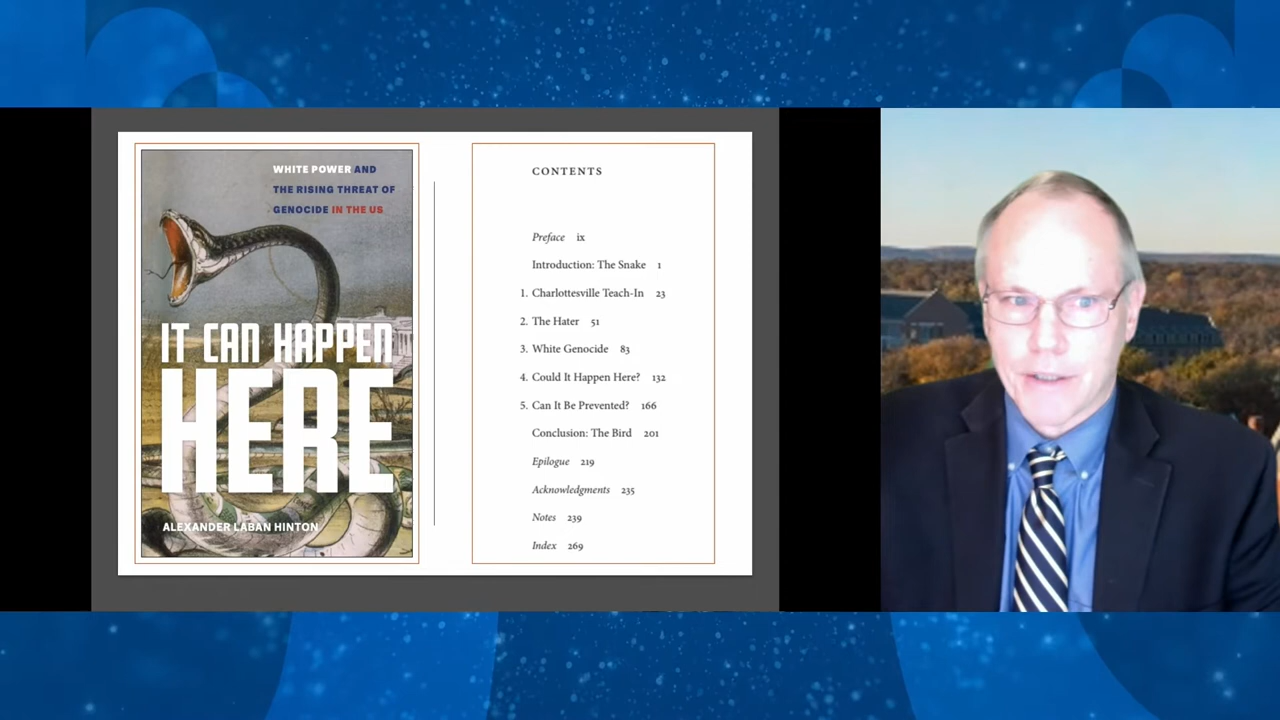 WHITE POWER AND
THE RISING THREAT OF
GENOCIDE IN THE US
IT CAN HAPPEN
HERE
ALEXANDER LABAN HINTON
CONTENTS
Preface ix
Introduction: The Snake 1
1. Charlottesville Teach-In 23
2. The Hater 51
3. White Genocide 83
4. Could It Happen Here? 132
5. Can It Be Prevented? 166
Conclusion: The Bird 201
Epilogue 219
Acknowledgments 235
Notes 239
Index 269